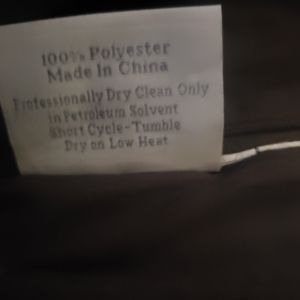 100% Polyester
Made In China
Professionally Dry Clean Only
in Petroleum Solvent
Short Cycle-Tumble
Dry on Low Heat